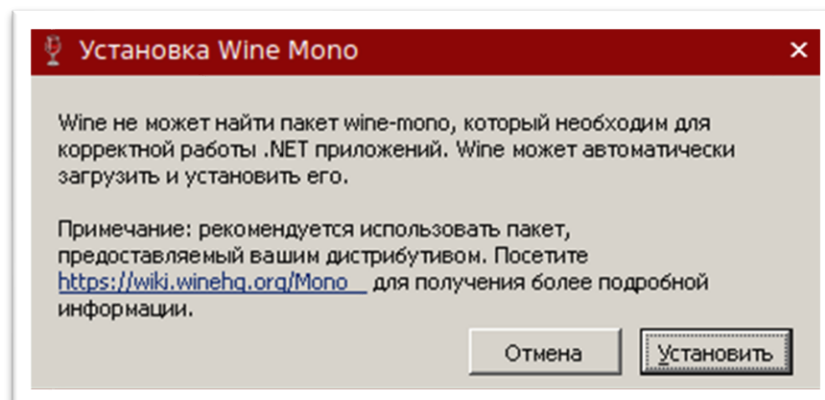 Установка Wine Mono
Wine не может найти пакет wine-mono, который необходим для
корректной работы .NET приложений. Wine может автоматически
загрузить и установить его.
Примечание: рекомендуется использовать пакет,
предоставляемый вашим дистрибутивом. Посетите
https://wiki.winehq.org/Mono для получения более подробной
информации.
Отмена Установить